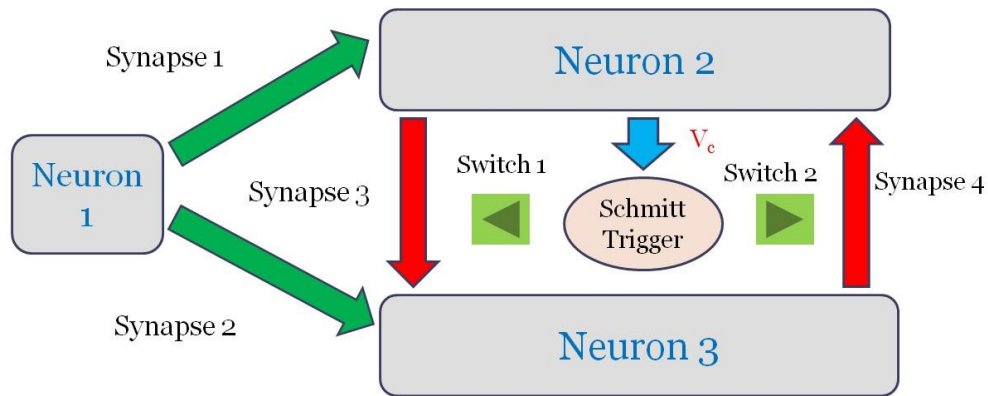 Synapse 1
Neuron 2
Neuron
1
Synapse 3
Switch 1
V_c
Switch 2
Synapse 4
Schmitt
Trigger
Synapse 2
Neuron 3